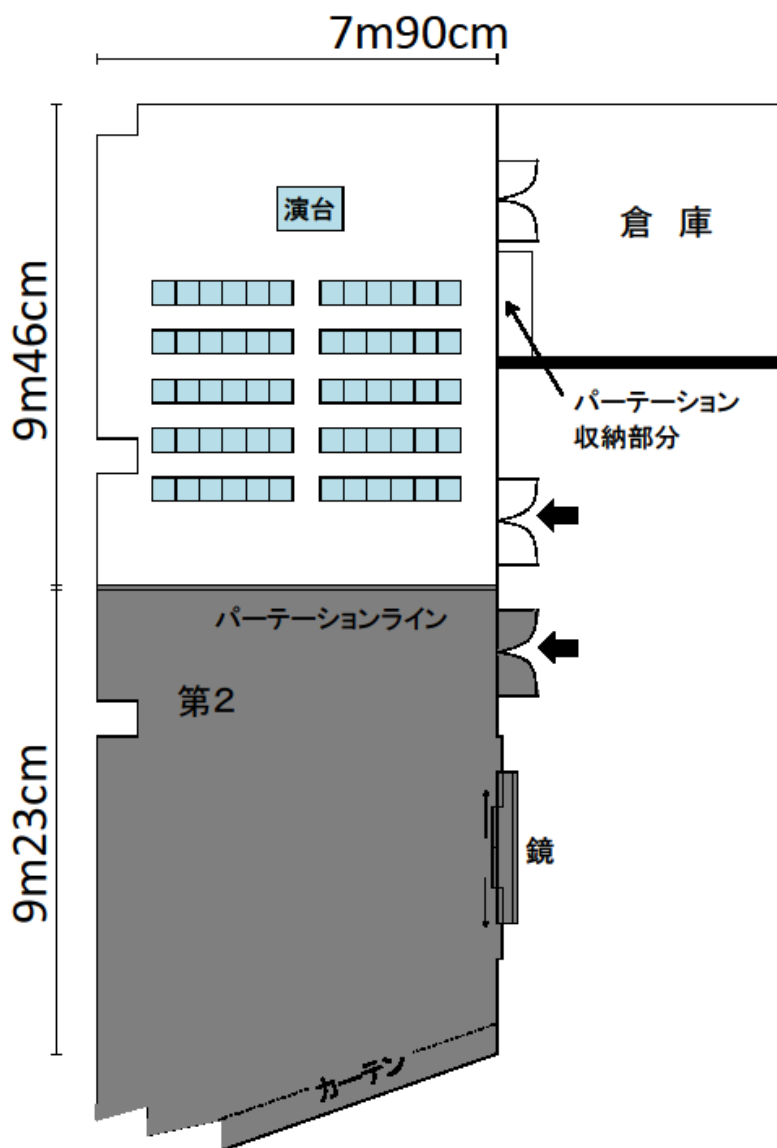 7m90cm
演台
倉 庫
9m46cm
パーテーション
収納部分
パーテーションライン
第2
9m23cm
鏡
カーテン